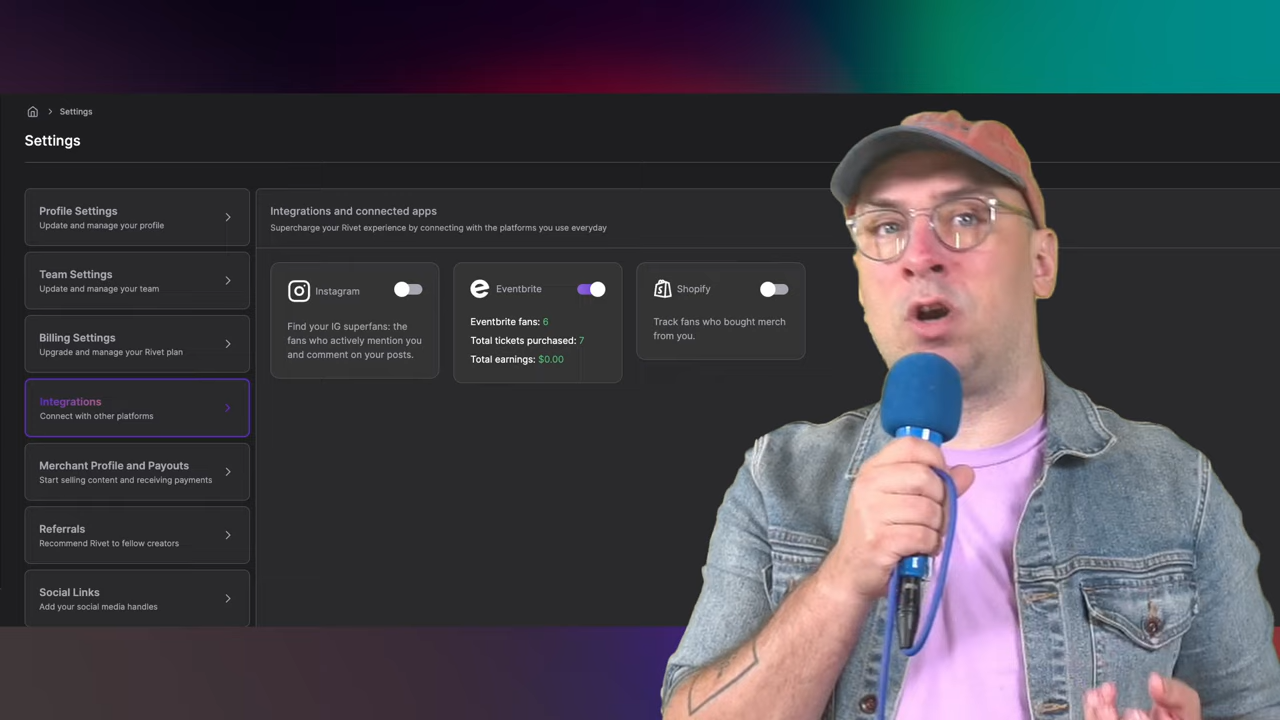 Settings
Settings
Profile Settings
Update and manage your profile
Team Settings
Update and manage your team
Billing Settings
Upgrade and manage your Rivet plan
Integrations
Connect with other platforms
Merchant Profile and Payouts
Start selling content and receiving payments
Referrals
Recommend Rivet to fellow creators
Social Links
Add your social media handles
Integrations and connected apps
Supercharge your Rivet experience by connecting with the platforms you use everyday
Instagram
Find your IG superfans: the
fans who actively mention you
and comment on your posts.
Eventbrite
Eventbrite fans: 6
Total tickets purchased: 7
Total earnings: $0.00
Shopify
Track fans who bought merch
from you.